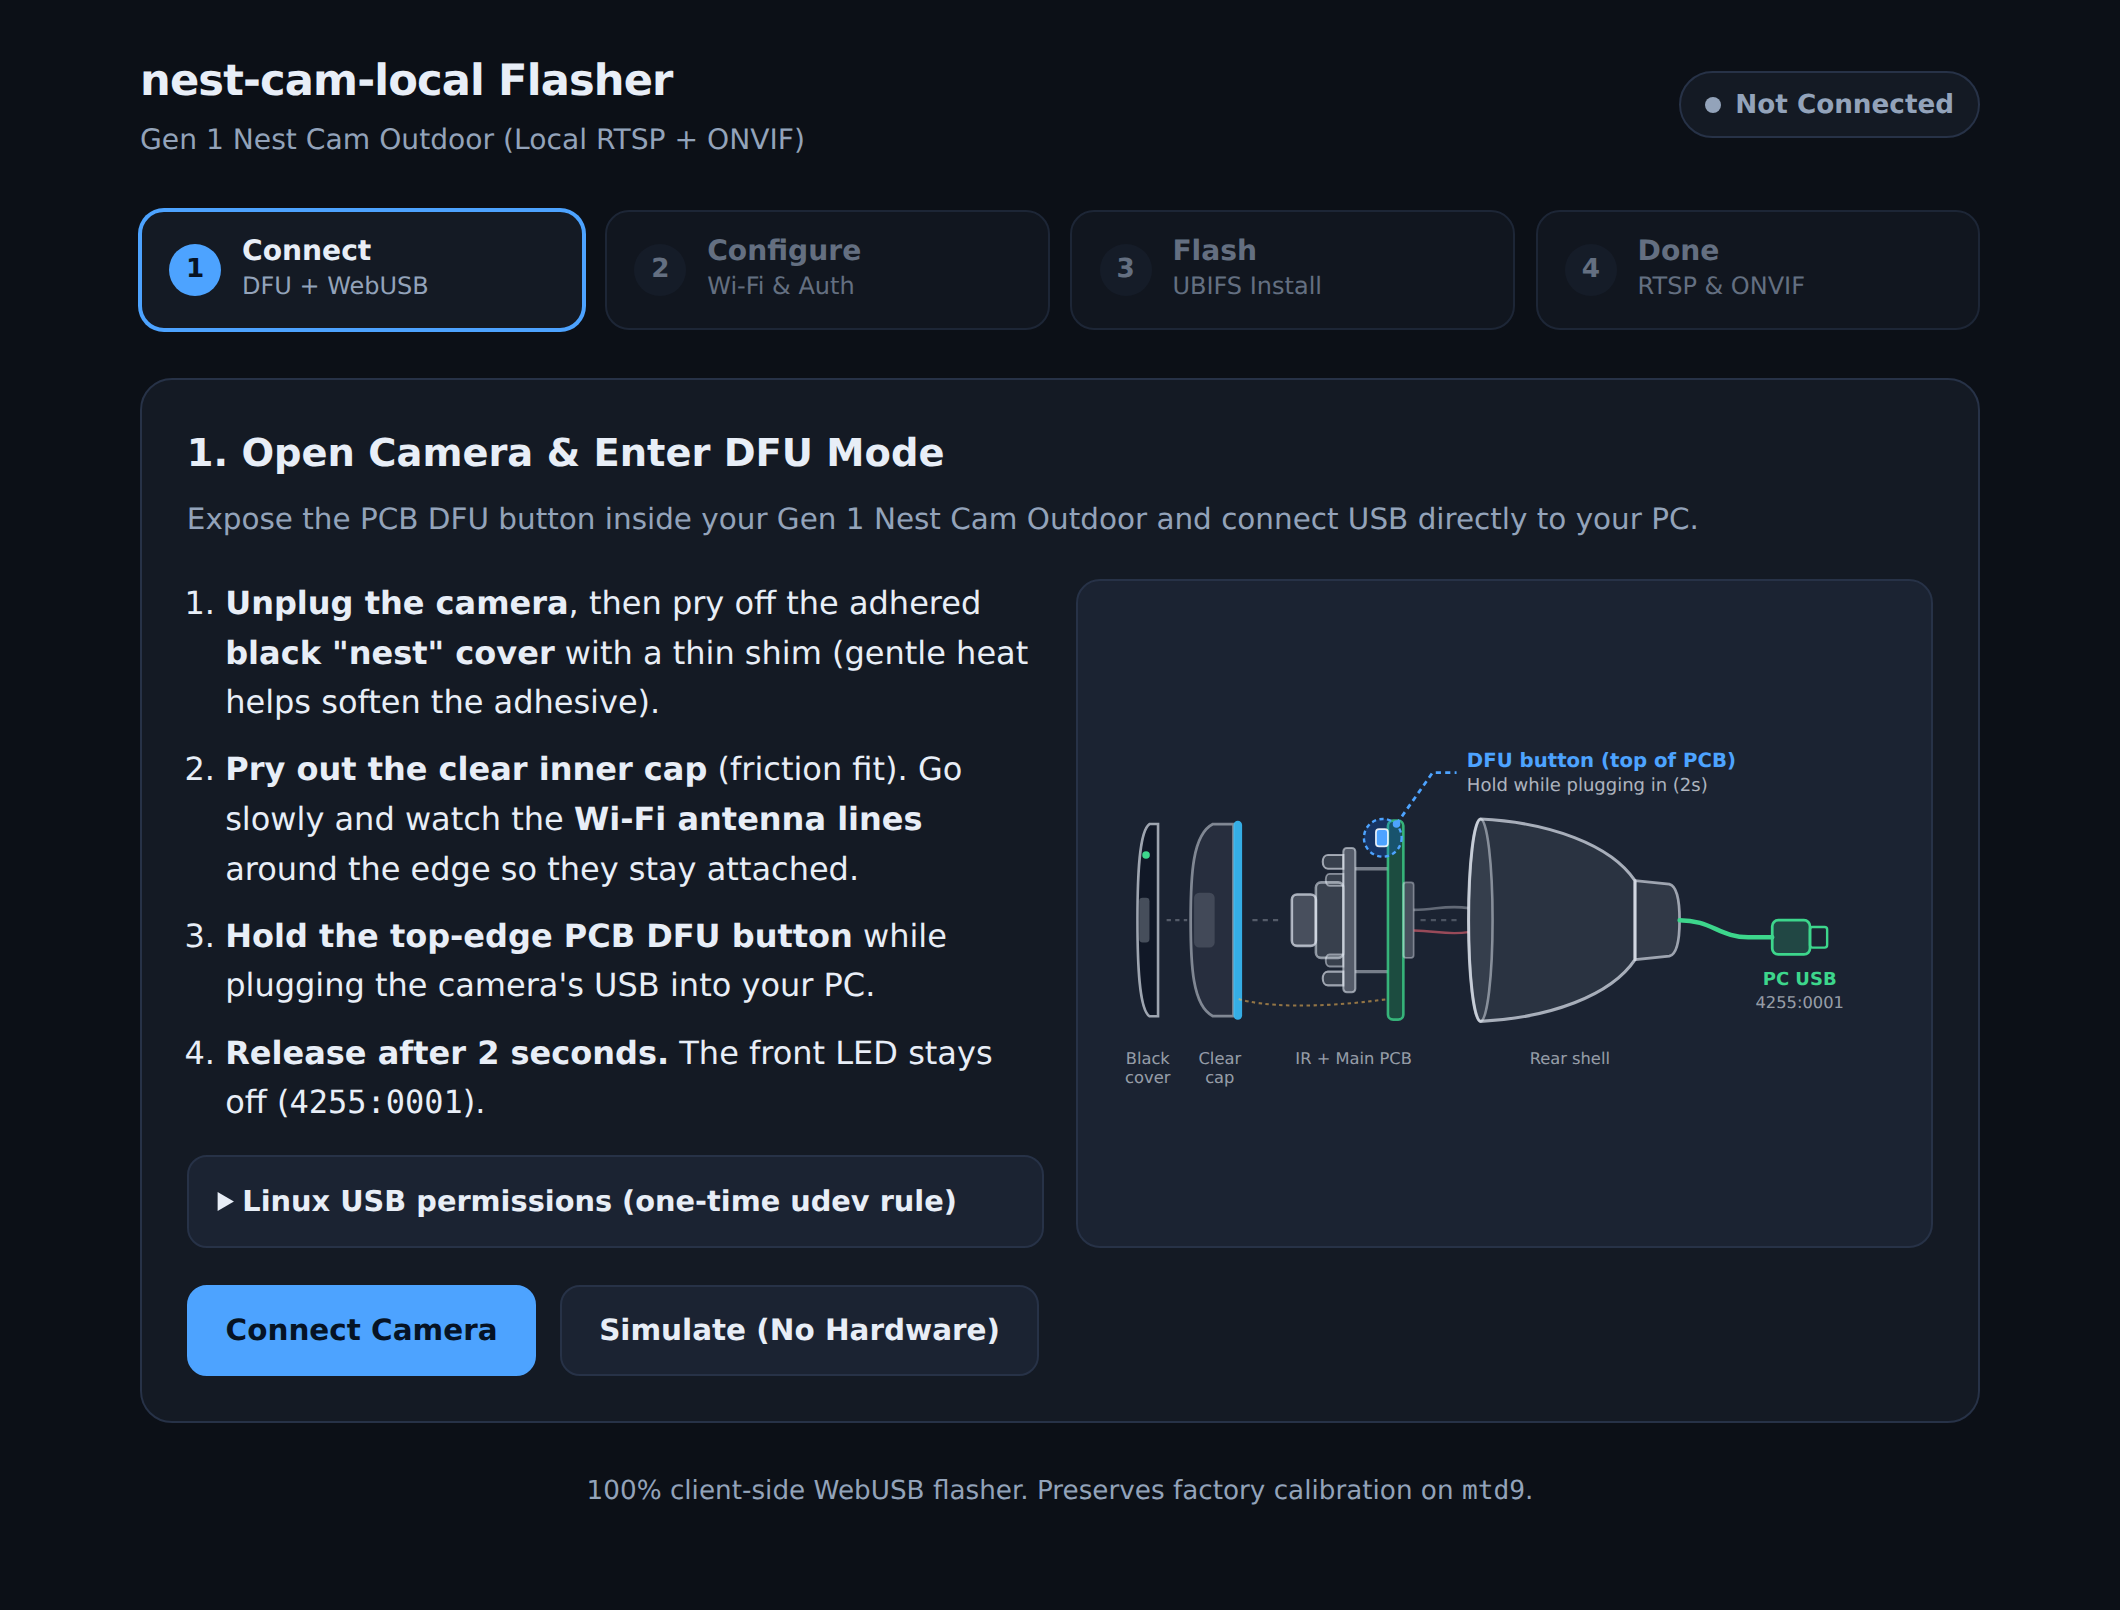 nest-cam-local Flasher
Gen 1 Nest Cam Outdoor (Local RTSP + ONVIF)
Not Connected
1
Connect
DFU + WebUSB
2
Configure
Wi-Fi & Auth
3
Flash
UBIFS Install
4
Done
RTSP & ONVIF
1. Open Camera & Enter DFU Mode
Expose the PCB DFU button inside your Gen 1 Nest Cam Outdoor and connect USB directly to your PC.
1. Unplug the camera, then pry off the adhered
black "nest" cover with a thin shim (gentle heat
helps soften the adhesive).
2. Pry out the clear inner cap (friction fit). Go
slowly and watch the Wi-Fi antenna lines
around the edge so they stay attached.
3. Hold the top-edge PCB DFU button while
plugging the camera's USB into your PC.
4. Release after 2 seconds. The front LED stays
off (4255:0001).
Linux USB permissions (one-time udev rule)
DFU button (top of PCB)
Hold while plugging in (2s)
PC USB
4255:0001
Black
cover
Clear
cap
IR + Main PCB
Rear shell
Connect Camera
Simulate (No Hardware)
100% client-side WebUSB flasher. Preserves factory calibration on mtd9.